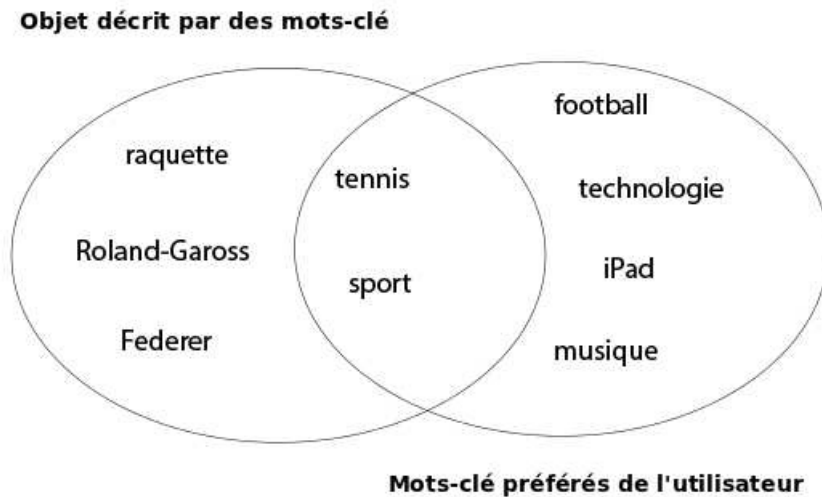 Objet décrit par des mots-clé
football
raquette
tennis
technologie
Roland-Gaross
iPad
sport
Federer
musique
Mots-clé préférés de l'utilisateur